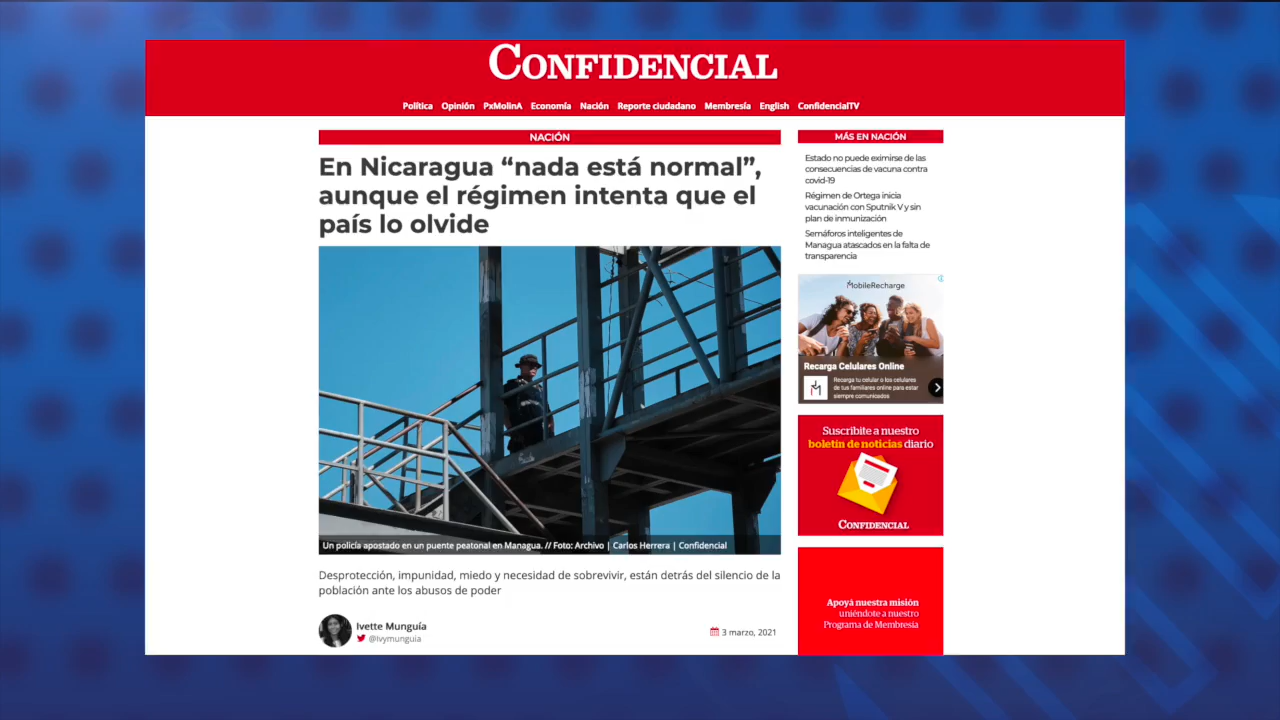 CONFIDENCIAL
Política Opinión PxMolinA Economía Nación Reporte ciudadano Membresía English ConfidencialTV
NACIÓN
En Nicaragua “nada está normal”,
aunque el régimen intenta que el
país lo olvide
Un policía apostado en un puente peatonal en Managua. // Foto: Archivo | Carlos Herrera | Confidencial
Desprotección, impunidad, miedo y necesidad de sobrevivir, están detrás del silencio de la
población ante los abusos de poder
Ivette Munguía
@Ivymunguia
3 marzo, 2021
MÁS EN NACIÓN
Estado no puede eximirse de las
consecuencias de vacuna contra
covid-19
Régimen de Ortega inicia
vacunación con Sputnik V y sin
plan de inmunización
Semáforos inteligentes de
Managua atascados en la falta de
transparencia
MobileRecharge
Recarga Celulares Online
Recarga tu celular o los celulares
de tus familiares online para estar
siempre comunicados
Suscribite a nuestro
boletín de noticias diario
CONFIDENCIAL
Apoyá nuestra misión
uniéndote a nuestro
Programa de Membresía